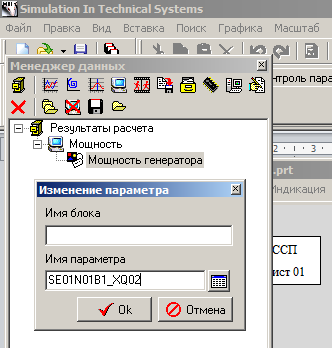 Simulation In Technical Systems
Файл Правка Вид Вставка Поиск Графика Масштаб
Менеджер данных
нтроль пара
Результаты расчета
Мощность
Мощность генератора
.prt
Индикация
ССП
ист 01
Изменение параметра
Имя блока
Имя параметра
SE01N01B1_XQ02
Ok
Отмена